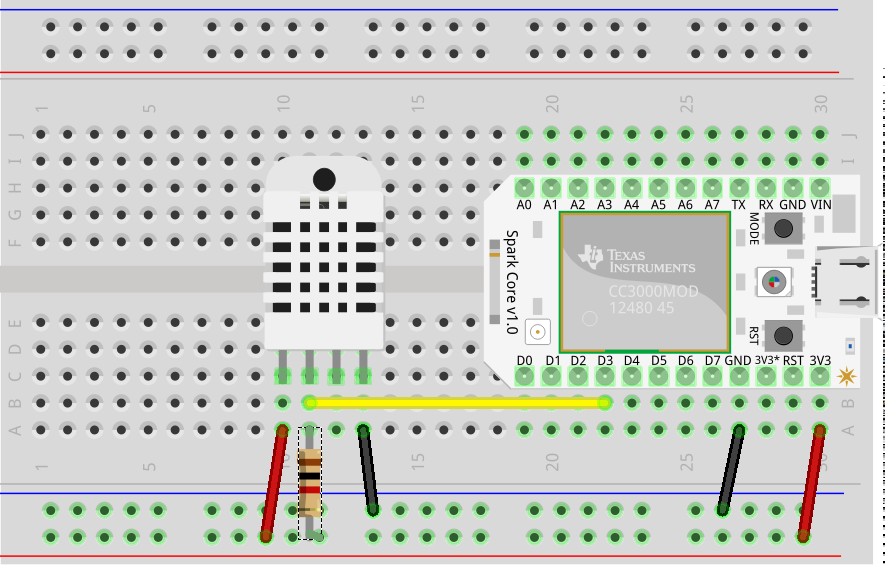 1 5 10 15 20 25 30
J J
I I
H
G
F
A0 A1 A2 A3 A4 A5 A6 A7 TX RX GND VIN
MODE
Spark Core v1.0
TEXAS
INSTRUMENTS
CC3000MOD
12480 45
RST
E
D
C
D0 D1 D2 D3 D4 D5 D6 D7 GND 3V3* RST 3V3
B B
A A
1 5 10 15 20 25 30